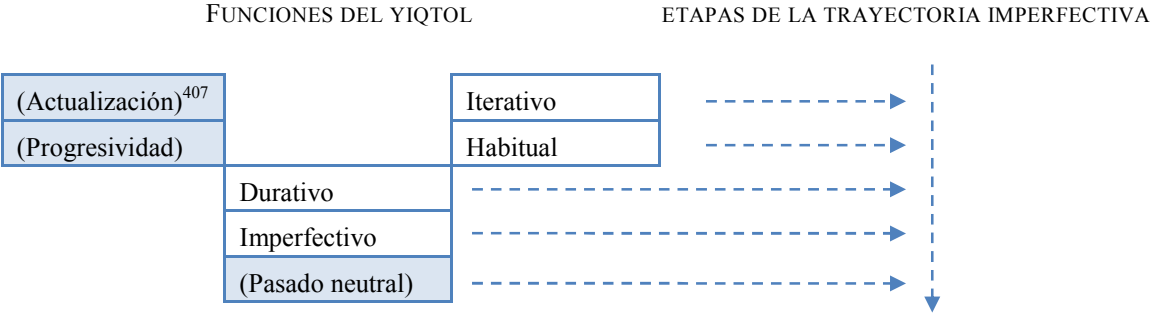 FUNCIONES DEL YIQTOL ETAPAS DE LA TRAYECTORIA IMPERFECTIVA
(Actualización)407 Iterativo
(Progresividad) Habitual
Durativo
Imperfectivo
(Pasado neutral)